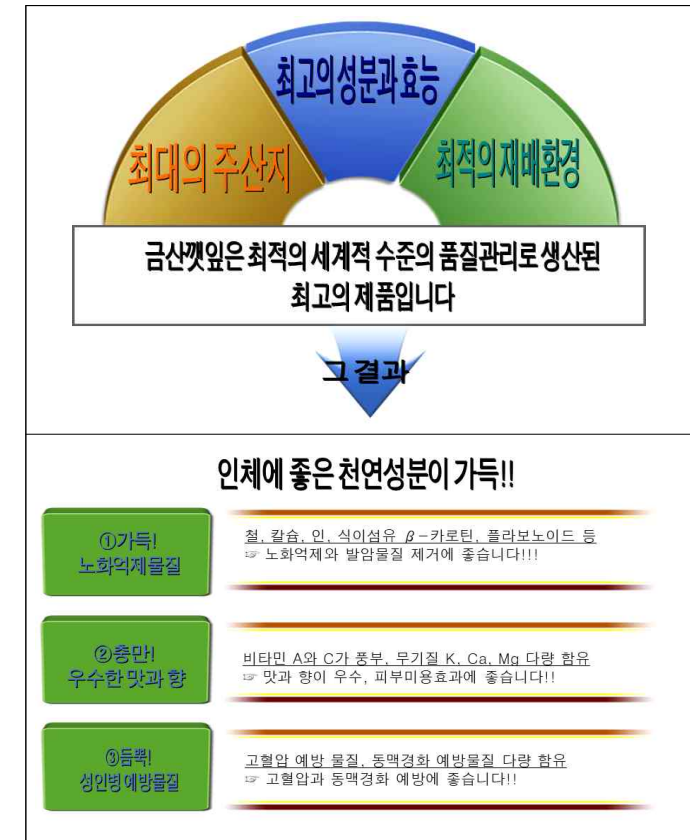 최고의 성분과 효능
최대의 주산지
최적의 재배환경
금산깻잎은 최적의 세계적 수준의 품질관리로 생산된
최고의 제품입니다
그 결과
인체에 좋은 천연성분이 가득!!
①가득!
노화억제물질
철, 칼슘, 인, 식이섬유 β-카로틴, 플라보노이드 등
☞ 노화억제와 발암물질 제거에 좋습니다!!!
②충만!
우수한 맛과 향
비타민 A와 C가 풍부, 무기질 K, Ca, Mg 다량 함유
☞ 맛과 향이 우수, 피부미용효과에 좋습니다!!
③듬뿍!
성인병 예방물질
고혈압 예방 물질, 동맥경화 예방물질 다량 함유
☞ 고혈압과 동맥경화 예방에 좋습니다!!